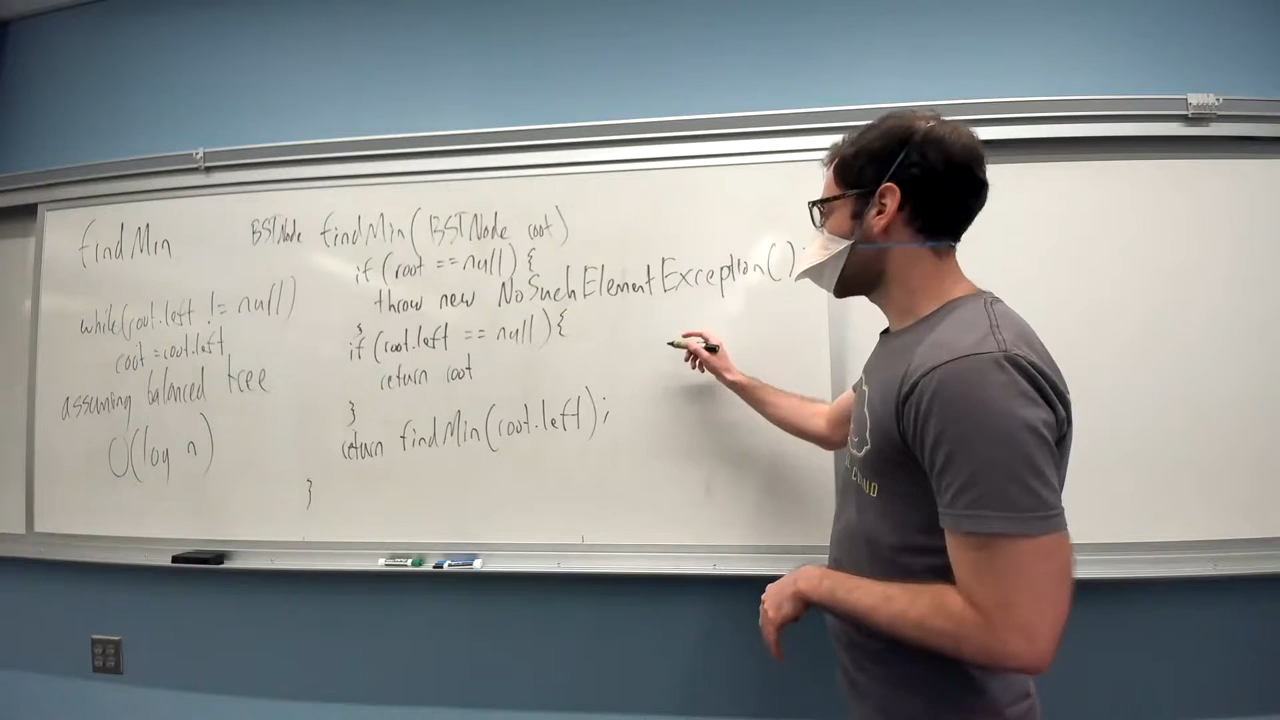 findMin
while(root.left != null)
root = root.left
assuming balanced tree
O(log n)
BSTNode findMin(BSTNode root)
if (root == null) {
throw new NoSuchElementException();
}
if (root.left == null) {
return root
}
return findMin(root.left);
}